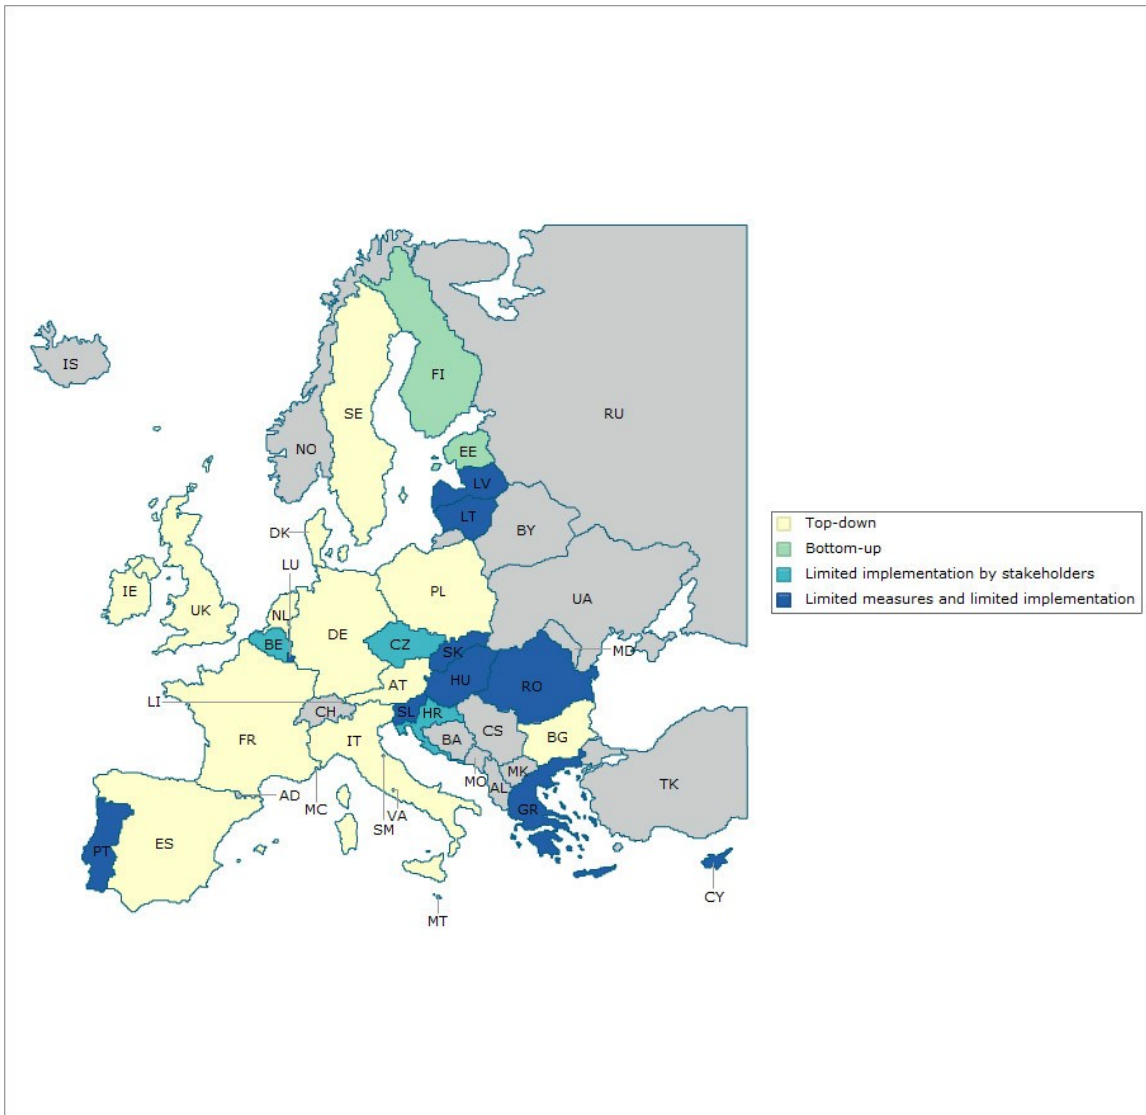 IS
FI
SE
RU
NO
EE
LV
LT
DK
BY
LU
IE
UK
NL
PL
UA
DE
BE
CZ
SK
MD
AT
HU
RO
LI
CH
SL
HR
FR
IT
BA
CS
BG
MO
MK
AL
TK
AD
MC
VA
SM
GR
PT
ES
CY
MT
Top-down
Bottom-up
Limited implementation by stakeholders
Limited measures and limited implementation